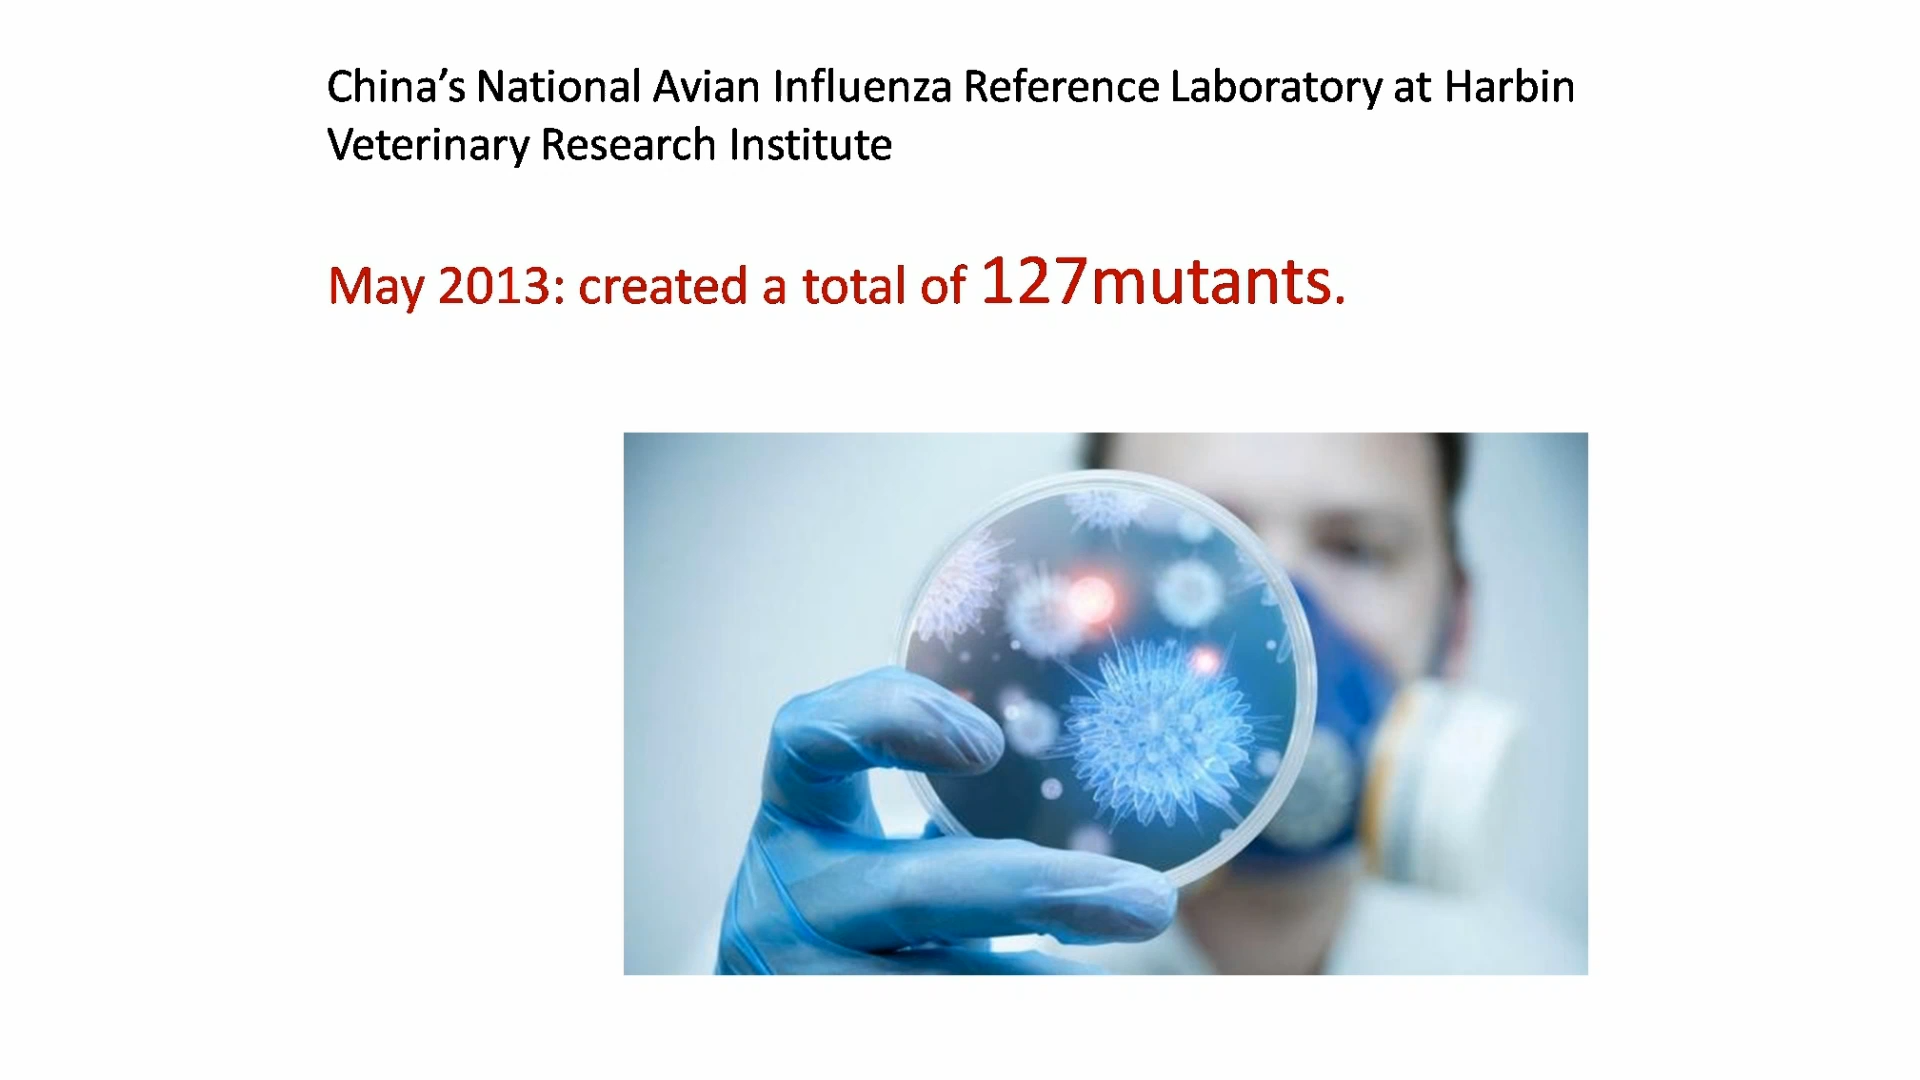 China’s National Avian Influenza Reference Laboratory at Harbin
Veterinary Research Institute
May 2013: created a total of 127mutants.